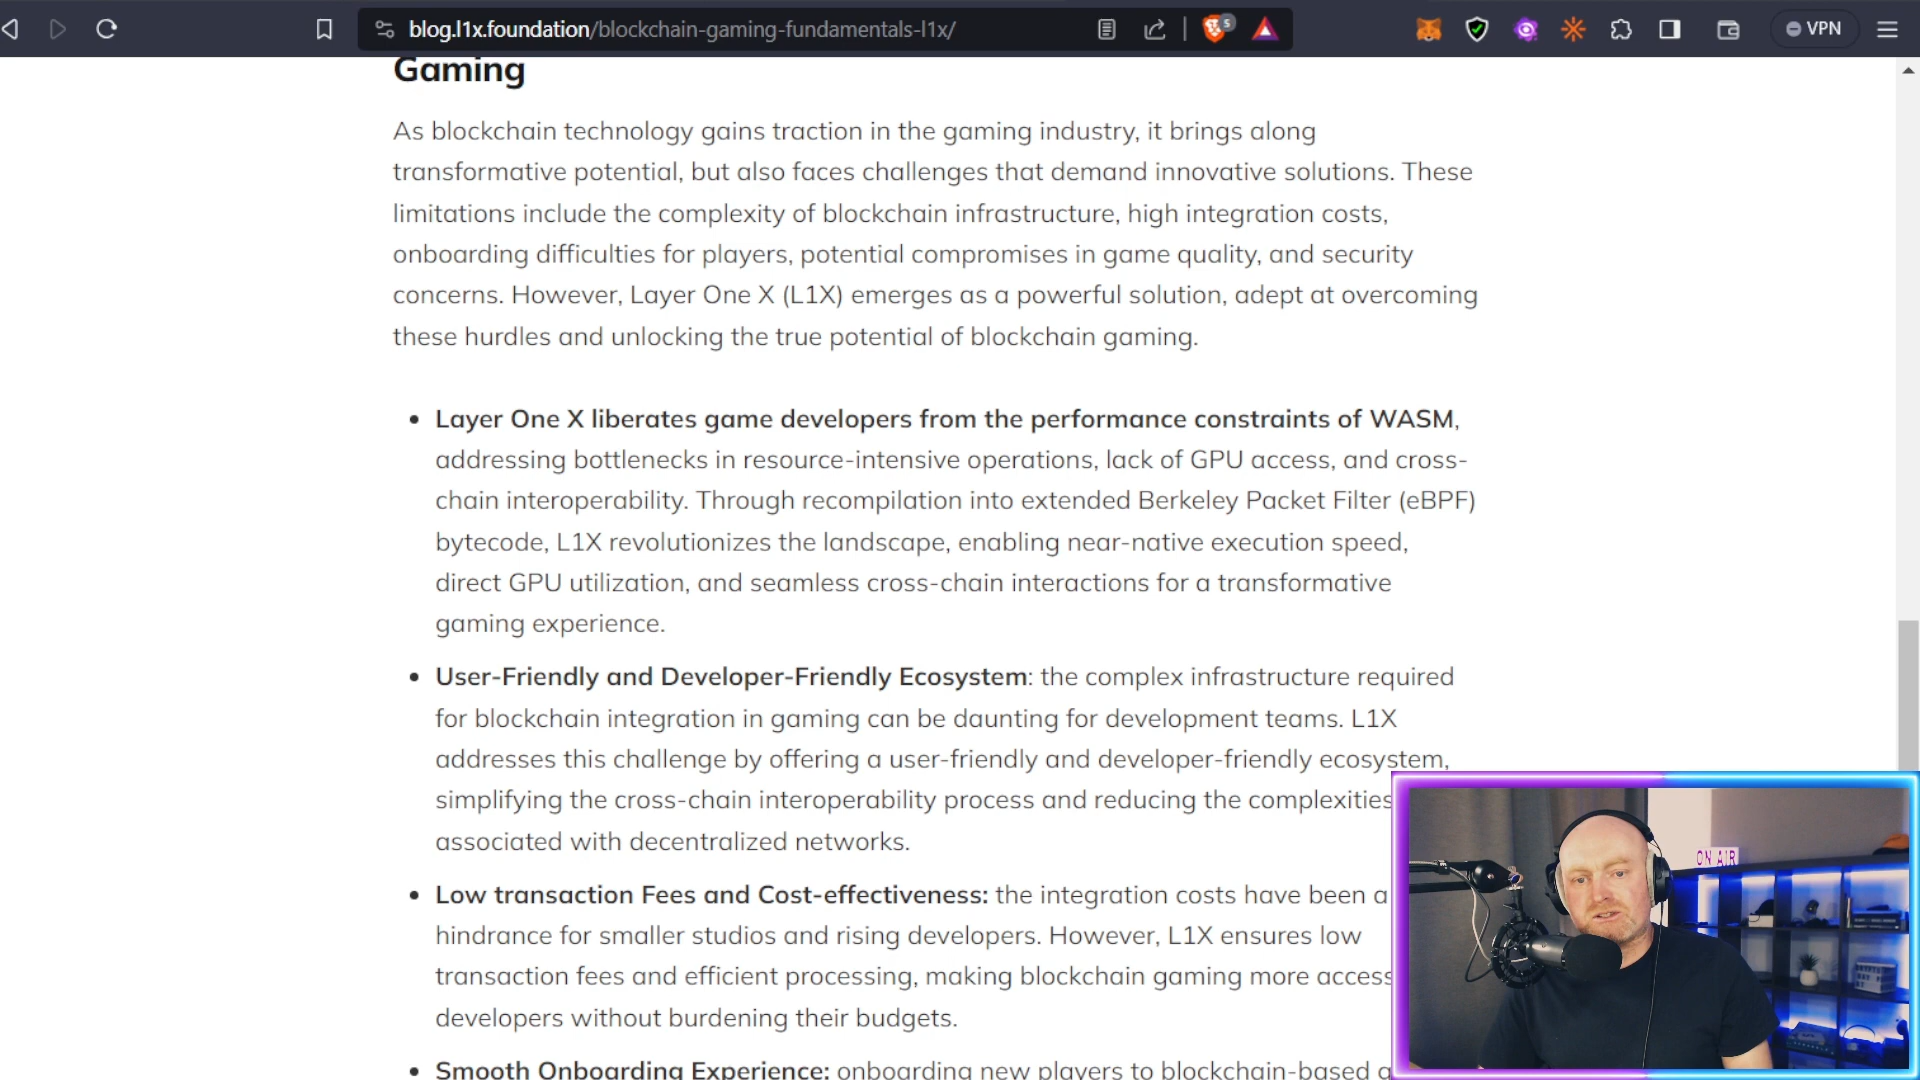 blog.l1x.foundation/blockchain-gaming-fundamentals-l1x/
5
VPN
Gaming
As blockchain technology gains traction in the gaming industry, it brings along
transformative potential, but also faces challenges that demand innovative solutions. These
limitations include the complexity of blockchain infrastructure, high integration costs,
onboarding difficulties for players, potential compromises in game quality, and security
concerns. However, Layer One X (L1X) emerges as a powerful solution, adept at overcoming
these hurdles and unlocking the true potential of blockchain gaming.
• Layer One X liberates game developers from the performance constraints of WASM,
addressing bottlenecks in resource-intensive operations, lack of GPU access, and cross-
chain interoperability. Through recompilation into extended Berkeley Packet Filter (eBPF)
bytecode, L1X revolutionizes the landscape, enabling near-native execution speed,
direct GPU utilization, and seamless cross-chain interactions for a transformative
gaming experience.
• User-Friendly and Developer-Friendly Ecosystem: the complex infrastructure required
for blockchain integration in gaming can be daunting for development teams. L1X
addresses this challenge by offering a user-friendly and developer-friendly ecosystem,
simplifying the cross-chain interoperability process and reducing the complexities
associated with decentralized networks.
• Low transaction Fees and Cost-effectiveness: the integration costs have been a
hindrance for smaller studios and rising developers. However, L1X ensures low
transaction fees and efficient processing, making blockchain gaming more access
developers without burdening their budgets.
• Smooth Onboarding Experience: onboarding new players to blockchain-based
ON AIR